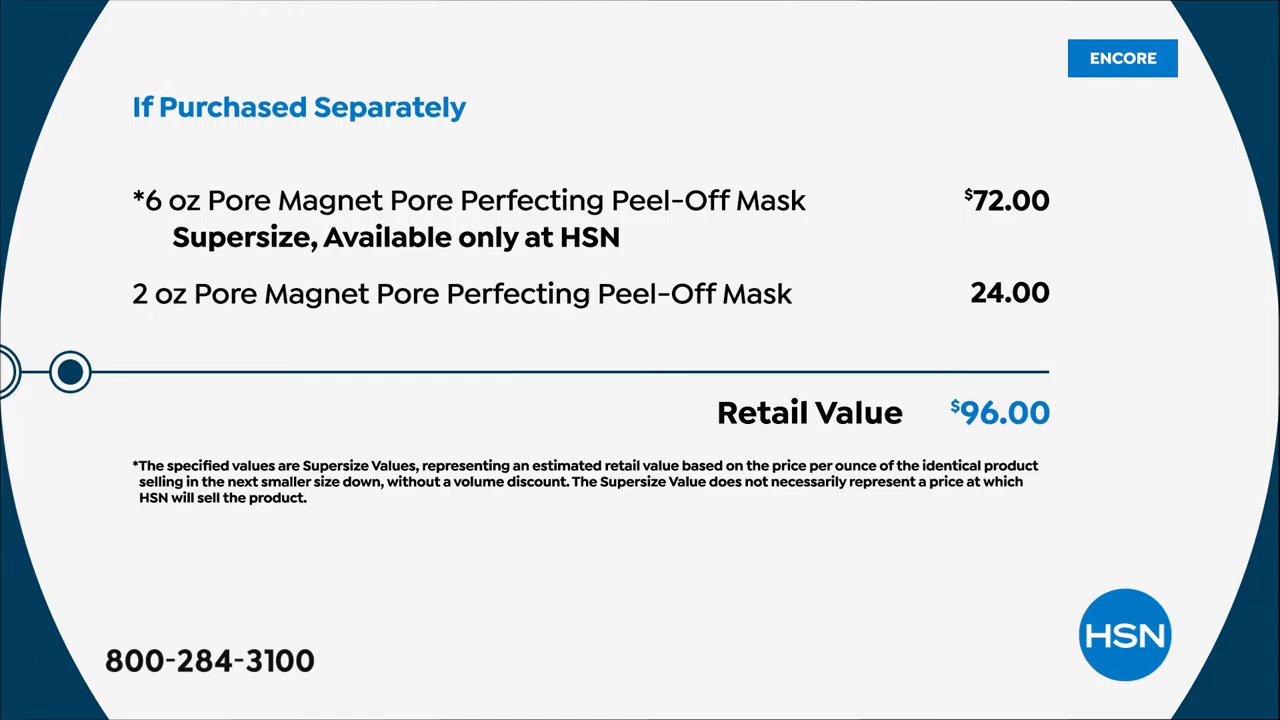 ENCORE
If Purchased Separately
*6 oz Pore Magnet Pore Perfecting Peel-Off Mask $72.00
Supersize, Available only at HSN
2 oz Pore Magnet Pore Perfecting Peel-Off Mask 24.00
Retail Value $96.00
*The specified values are Supersize Values, representing an estimated retail value based on the price per ounce of the identical product
selling in the next smaller size down, without a volume discount. The Supersize Value does not necessarily represent a price at which
HSN will sell the product.
HSN
800-284-3100